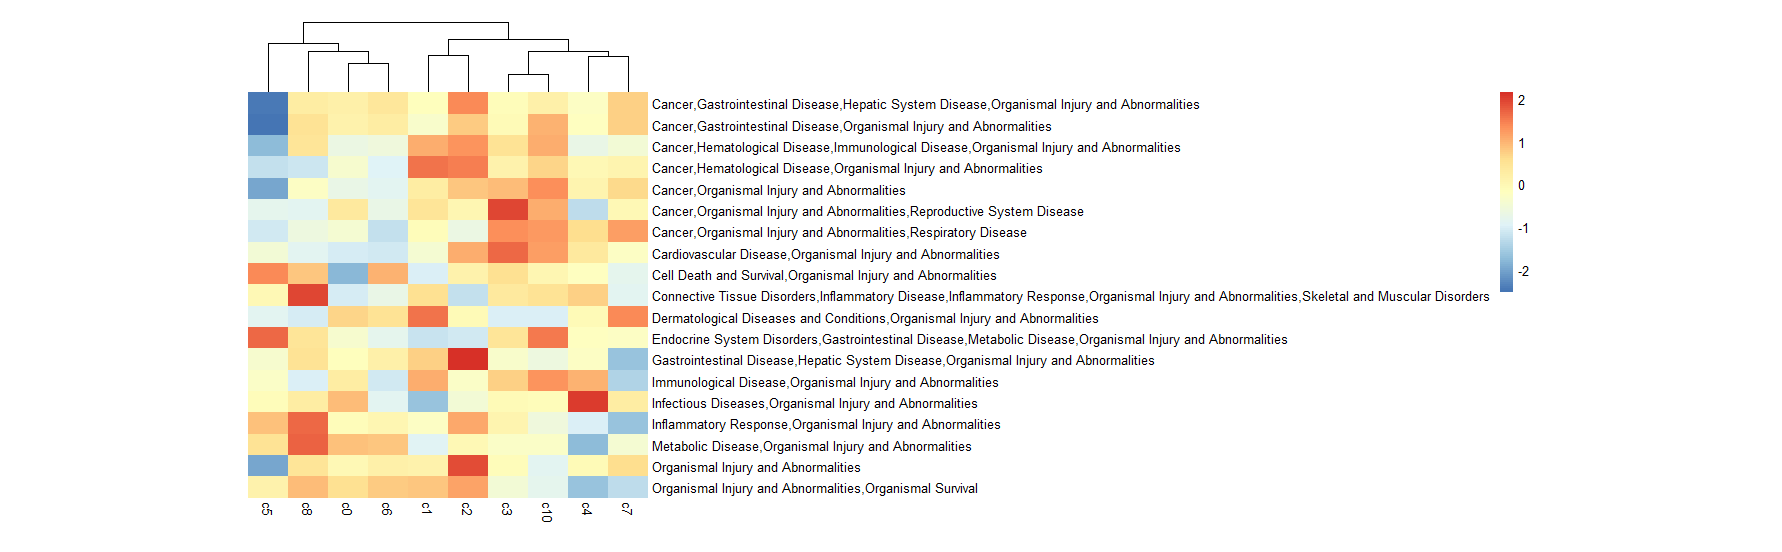 Cancer,Gastrointestinal Disease,Hepatic System Disease,Organismal Injury and Abnormalities
Cancer,Gastrointestinal Disease,Organismal Injury and Abnormalities
Cancer,Hematological Disease,Immunological Disease,Organismal Injury and Abnormalities
Cancer,Hematological Disease,Organismal Injury and Abnormalities
Cancer,Organismal Injury and Abnormalities
Cancer,Organismal Injury and Abnormalities,Reproductive System Disease
Cancer,Organismal Injury and Abnormalities,Respiratory Disease
Cardiovascular Disease,Organismal Injury and Abnormalities
Cell Death and Survival,Organismal Injury and Abnormalities
Connective Tissue Disorders,Inflammatory Disease,Inflammatory Response,Organismal Injury and Abnormalities,Skeletal and Muscular Disorders
Dermatological Diseases and Conditions,Organismal Injury and Abnormalities
Endocrine System Disorders,Gastrointestinal Disease,Metabolic Disease,Organismal Injury and Abnormalities
Gastrointestinal Disease,Hepatic System Disease,Organismal Injury and Abnormalities
Immunological Disease,Organismal Injury and Abnormalities
Infectious Diseases,Organismal Injury and Abnormalities
Inflammatory Response,Organismal Injury and Abnormalities
Metabolic Disease,Organismal Injury and Abnormalities
Organismal Injury and Abnormalities
Organismal Injury and Abnormalities,Organismal Survival
c5
c8
c0
c6
c1
c2
c3
c10
c4
c7
2
1
0
-1
-2